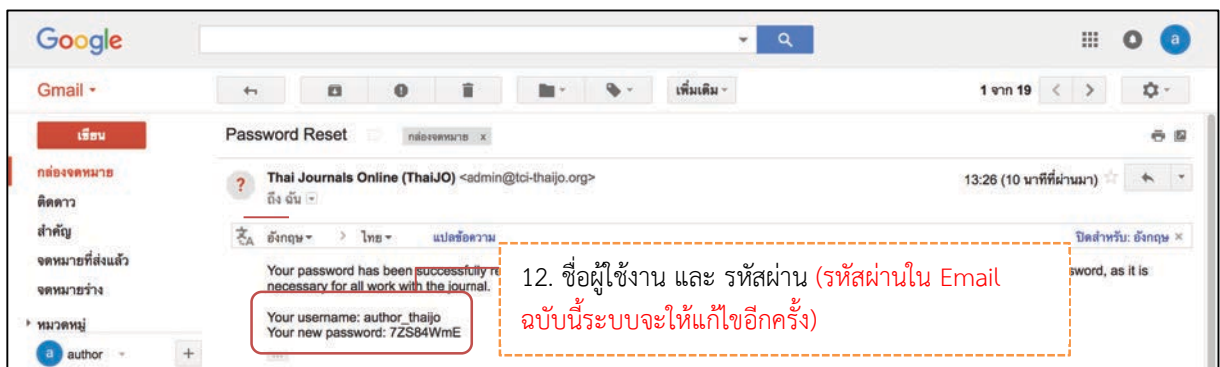 Google
a
Gmail
เพิ่มเติม
1 จาก 19
เขียน
Password Reset
กล่องจดหมาย x
กล่องจดหมาย
ติดดาว
สำคัญ
จดหมายที่ส่งแล้ว
จดหมายร่าง
หมวดหมู่
a author
+
? Thai Journals Online (ThaiJO) <admin@tci-thaijo.org>
13:26 (10 นาทีที่ผ่านมา)
ถึง ฉัน
อังกฤษ > ไทย แปลข้อความ
ปิดสำหรับ: อังกฤษ ×
Your password has been successfully re
sword, as it is
necessary for all work with the journal.
Your username: author_thaijo
Your new password: 7ZS84WmE
12. ชื่อผู้ใช้งาน และ รหัสผ่าน (รหัสผ่านใน Email
ฉบับนี้ระบบจะให้แก้ไขอีกครั้ง)